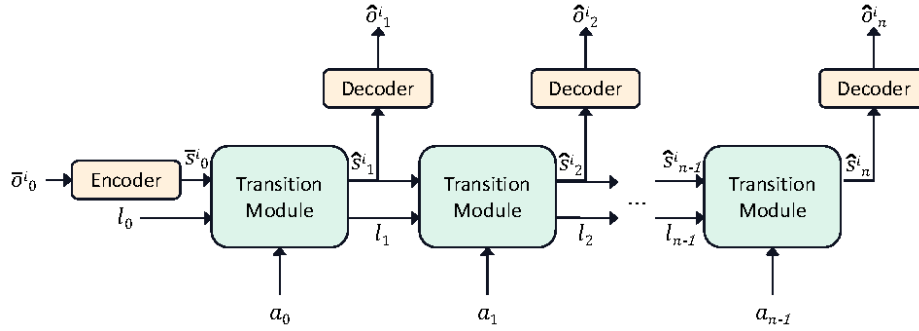 ô^i_1 ô^i_2 ô^i_n
Decoder Decoder Decoder
s̄^i_0 ŝ^i_1 ŝ^i_2 ŝ^i_{n-1} ŝ^i_n
ō^i_0 Encoder Transition Transition Transition
Module Module ... Module
l_0 l_1 l_2 l_{n-1}
a_0 a_1 a_{n-1}